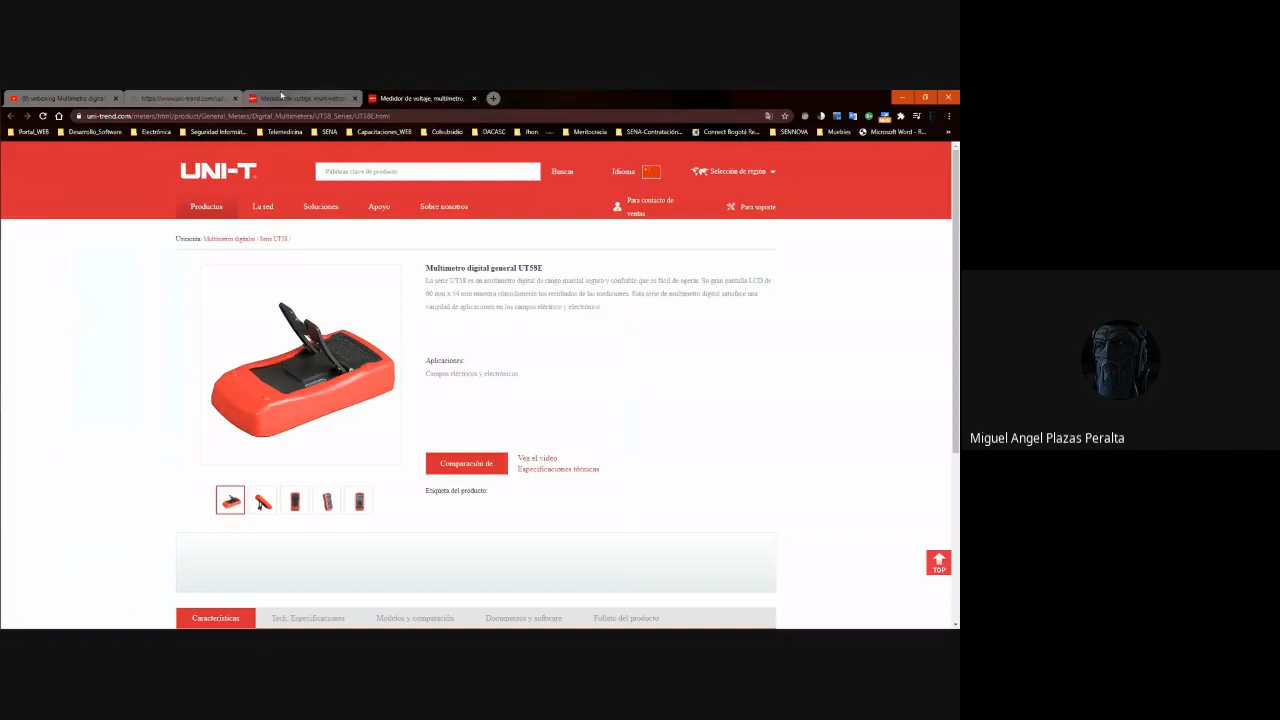 (0) unboxing Multímetro digital
https://www.uni-trend.com/upl
Medidor de voltaje, multímetro,
Medidor de voltaje, multímetro,
uni-trend.com/meters/html/product/General_Meters/Digital_Multimeters/UT58_Series/UT58E.html
Portal_WEB
Desarrollo_Software
Electrónica
Seguridad Informát...
Telemedicina
SENA
Capacitaciones_WEB
Colsubsidio
DACASC
Jhon
Meritocracia
SENA-Contratación...
Connect Bogotá Re...
SENNOVA
Muebles
Microsoft Word - R...
UNI-T
Palabras clave de producto
Buscar
Idioma
Selección de región
Productos
La red
Soluciones
Apoyo
Sobre nosotros
Para contacto de
ventas
Para soporte
Ubicación: Multímetros digitales / Serie UT58 /
Multímetro digital general UT58E
La serie UT58 es un multímetro digital de rango manual seguro y confiable que es fácil de operar. Su gran pantalla LCD de
60 mm x 54 mm muestra cómodamente los resultados de las mediciones. Esta serie de multímetro digital satisface una
variedad de aplicaciones en los campos eléctrico y electrónico.
Aplicaciones:
Campos eléctricos y electrónicos
Comparación de
Vea el video
Especificaciones técnicas
Etiqueta del producto:
TOP
Características
Tech. Especificaciones
Modelos y comparación
Documentos y software
Folleto del producto
Miguel Angel Plazas Peralta